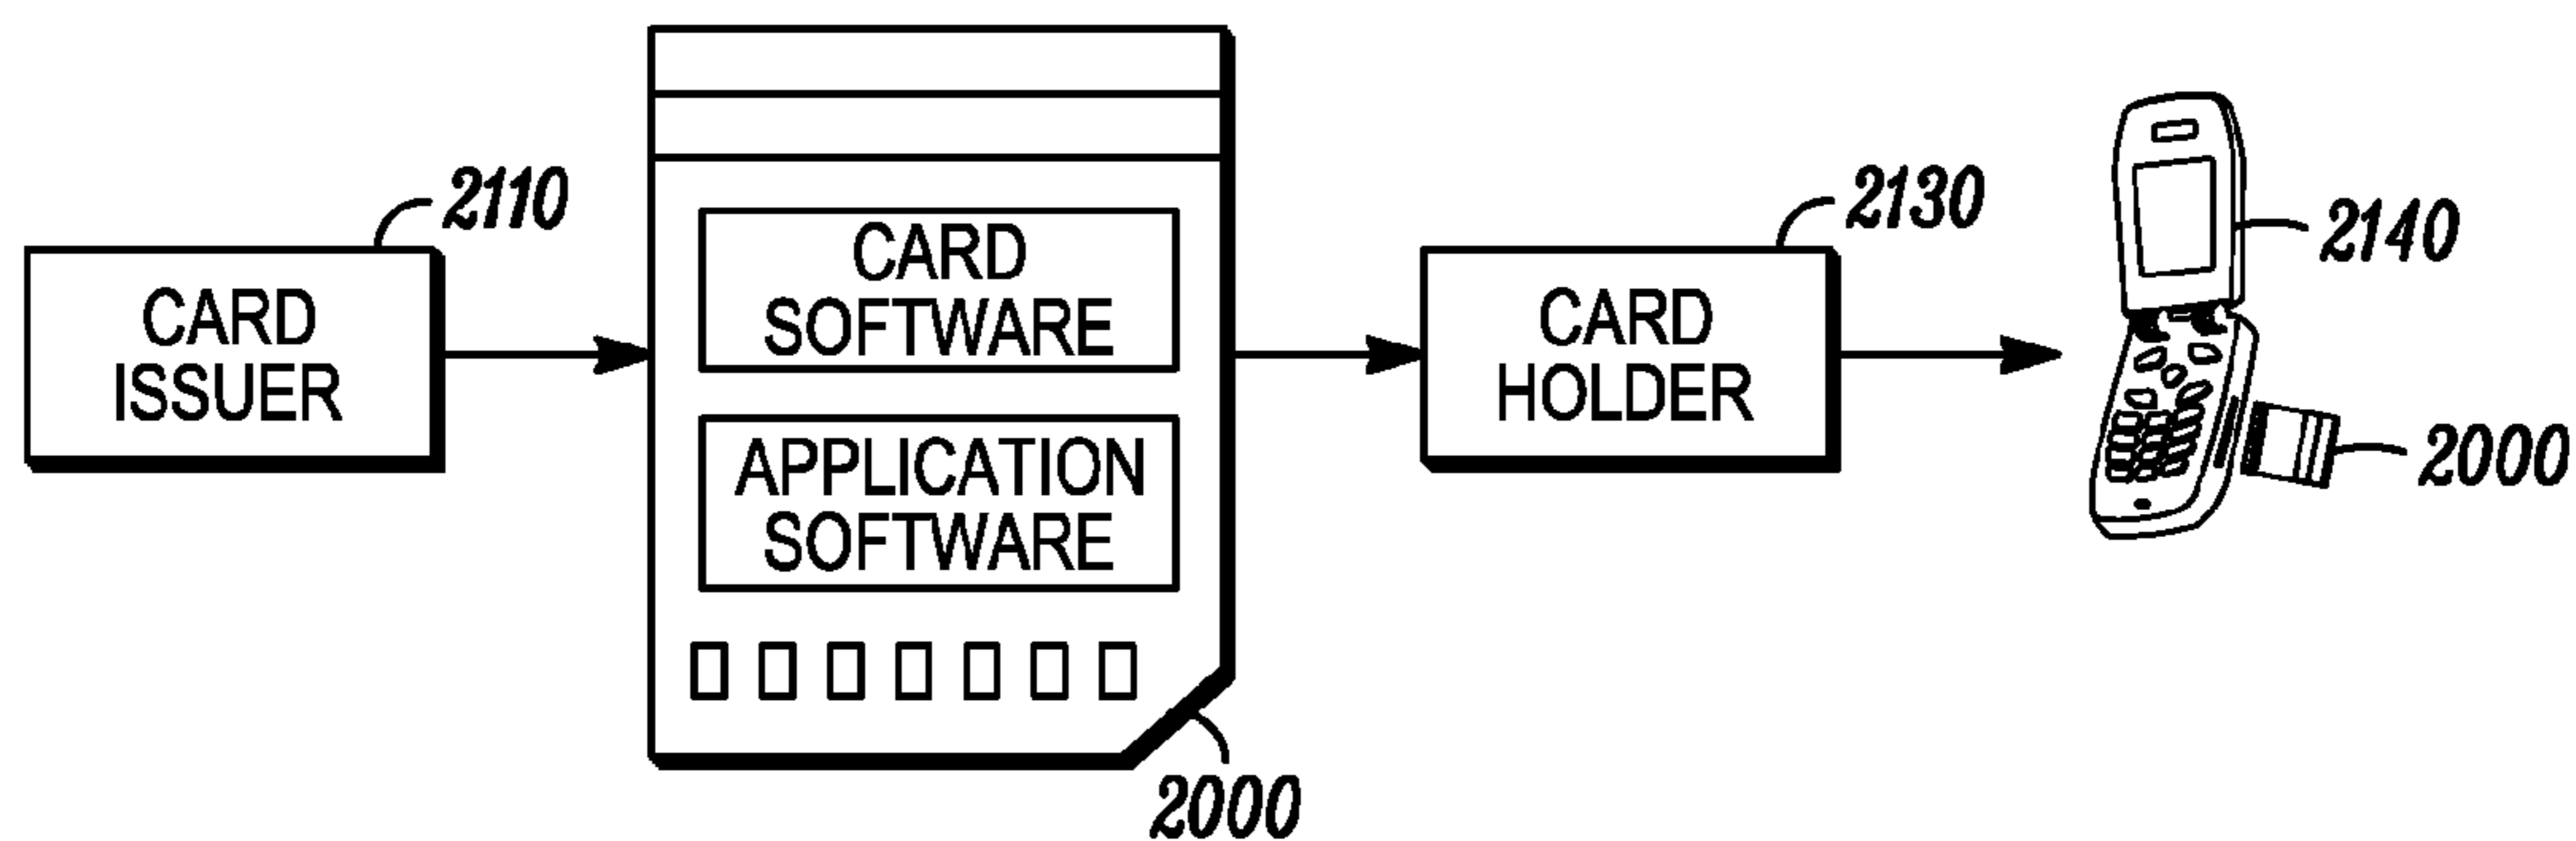 2110
CARD
ISSUER
CARD
SOFTWARE
APPLICATION
SOFTWARE
2000
2130
CARD
HOLDER
2140
2000